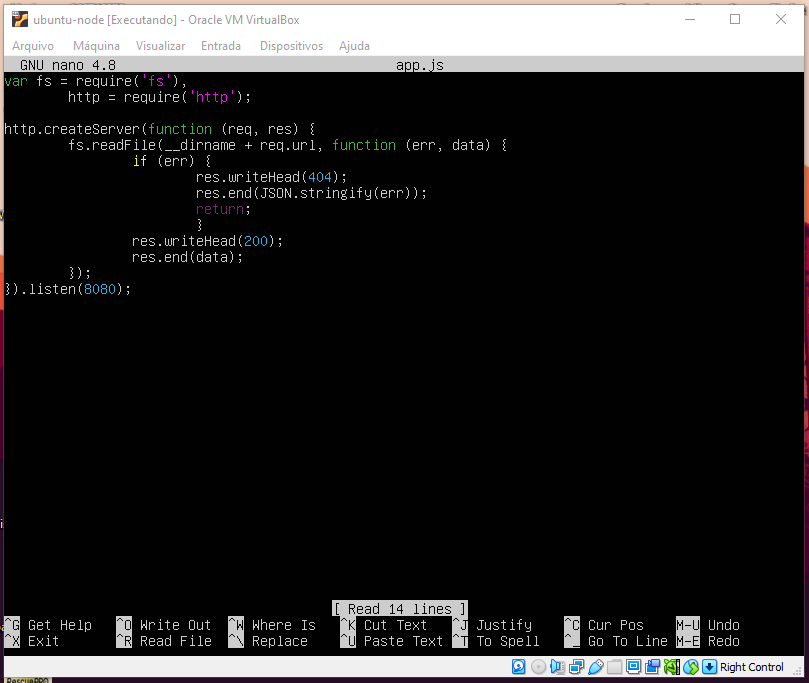 ubuntu-node [Executando] - Oracle VM VirtualBox
Arquivo Máquina Visualizar Entrada Dispositivos Ajuda
GNU nano 4.8 app.js
var fs = require('fs'),
        http = require('http');

http.createServer(function (req, res) {
        fs.readFile(__dirname + req.url, function (err, data) {
                if (err) {
                        res.writeHead(404);
                        res.end(JSON.stringify(err));
                        return;
                        }
                res.writeHead(200);
                res.end(data);
        });
}).listen(8080);
[ Read 14 lines ]
^G Get Help ^O Write Out ^W Where Is ^K Cut Text ^J Justify ^C Cur Pos M-U Undo
^X Exit ^R Read File ^\ Replace ^U Paste Text ^T To Spell ^_ Go To Line M-E Redo
Right Control